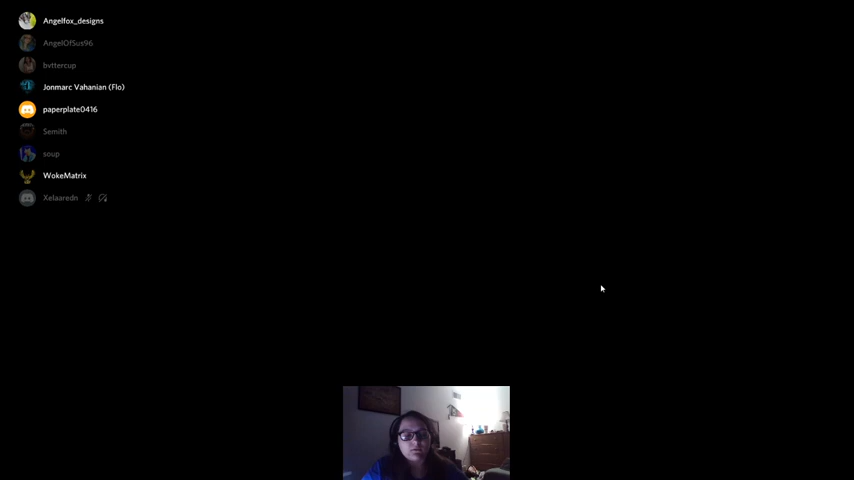 Angelfox_designs
AngelOfSus96
bvttercup
Jonmarc Vahanian (Flo)
paperplate0416
Semith
soup
WokeMatrix
Xelaaredn